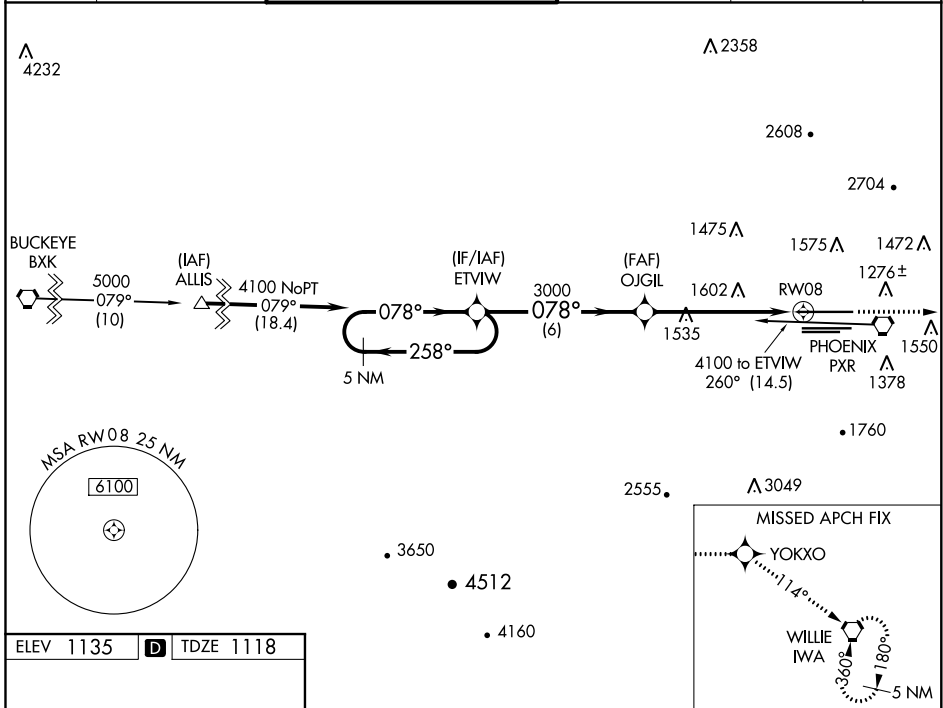 4232
2358
2608
2704
1475
1575
1472
BUCKEYE
BXK
5000
079°
(10)
(IAF)
ALLIS
4100 NoPT
079°
(18.4)
(IF/IAF)
ETVIW
078°
258°
5 NM
3000
078°
(6)
(FAF)
OJGIL
1602
1535
RW08
1276±
4100 to ETVIW
260° (14.5)
PHOENIX
PXR
1550
1378
1760
MSA RW08 25 NM
6100
2555
3049
3650
4512
4160
MISSED APCH FIX
YOKXO
114°
WILLIE
IWA
360°
180°
5 NM
ELEV 1135 D TDZE 1118